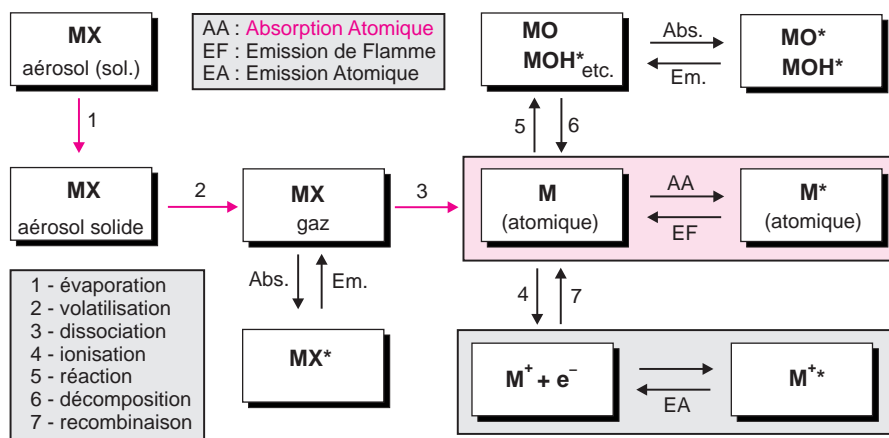 MX
aérosol (sol.)
AA : Absorption Atomique
EF : Emission de Flamme
EA : Emission Atomique
MO
MOH* etc.
Abs.
Em.
MO*
MOH*
1
5
6
MX
aérosol solide
2
MX
gaz
3
M
(atomique)
AA
EF
M*
(atomique)
Abs.
Em.
4
7
1 - évaporation
2 - volatilisation
3 - dissociation
4 - ionisation
5 - réaction
6 - décomposition
7 - recombinaison
MX*
M⁺ + e⁻
EA
M⁺*